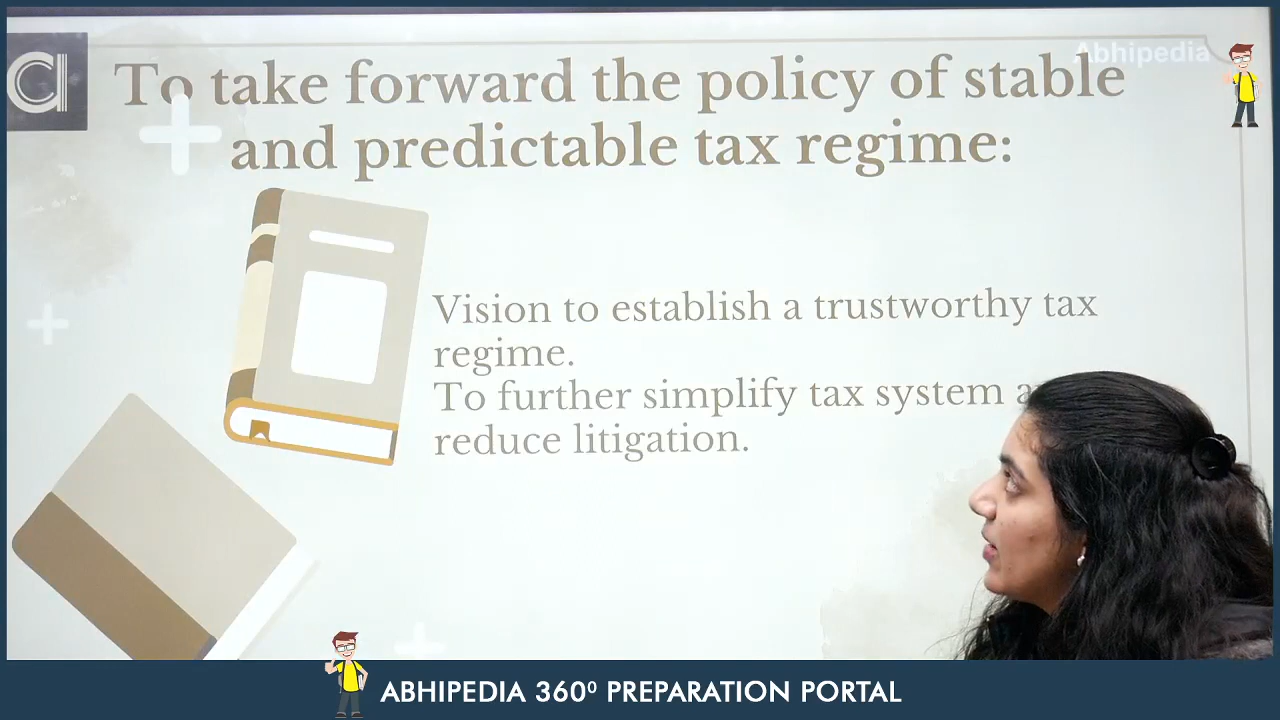 Abhipedia
To take forward the policy of stable
and predictable tax regime:
Vision to establish a trustworthy tax
regime.
To further simplify tax system
reduce litigation.
ABHIPEDIA 360⁰ PREPARATION PORTAL